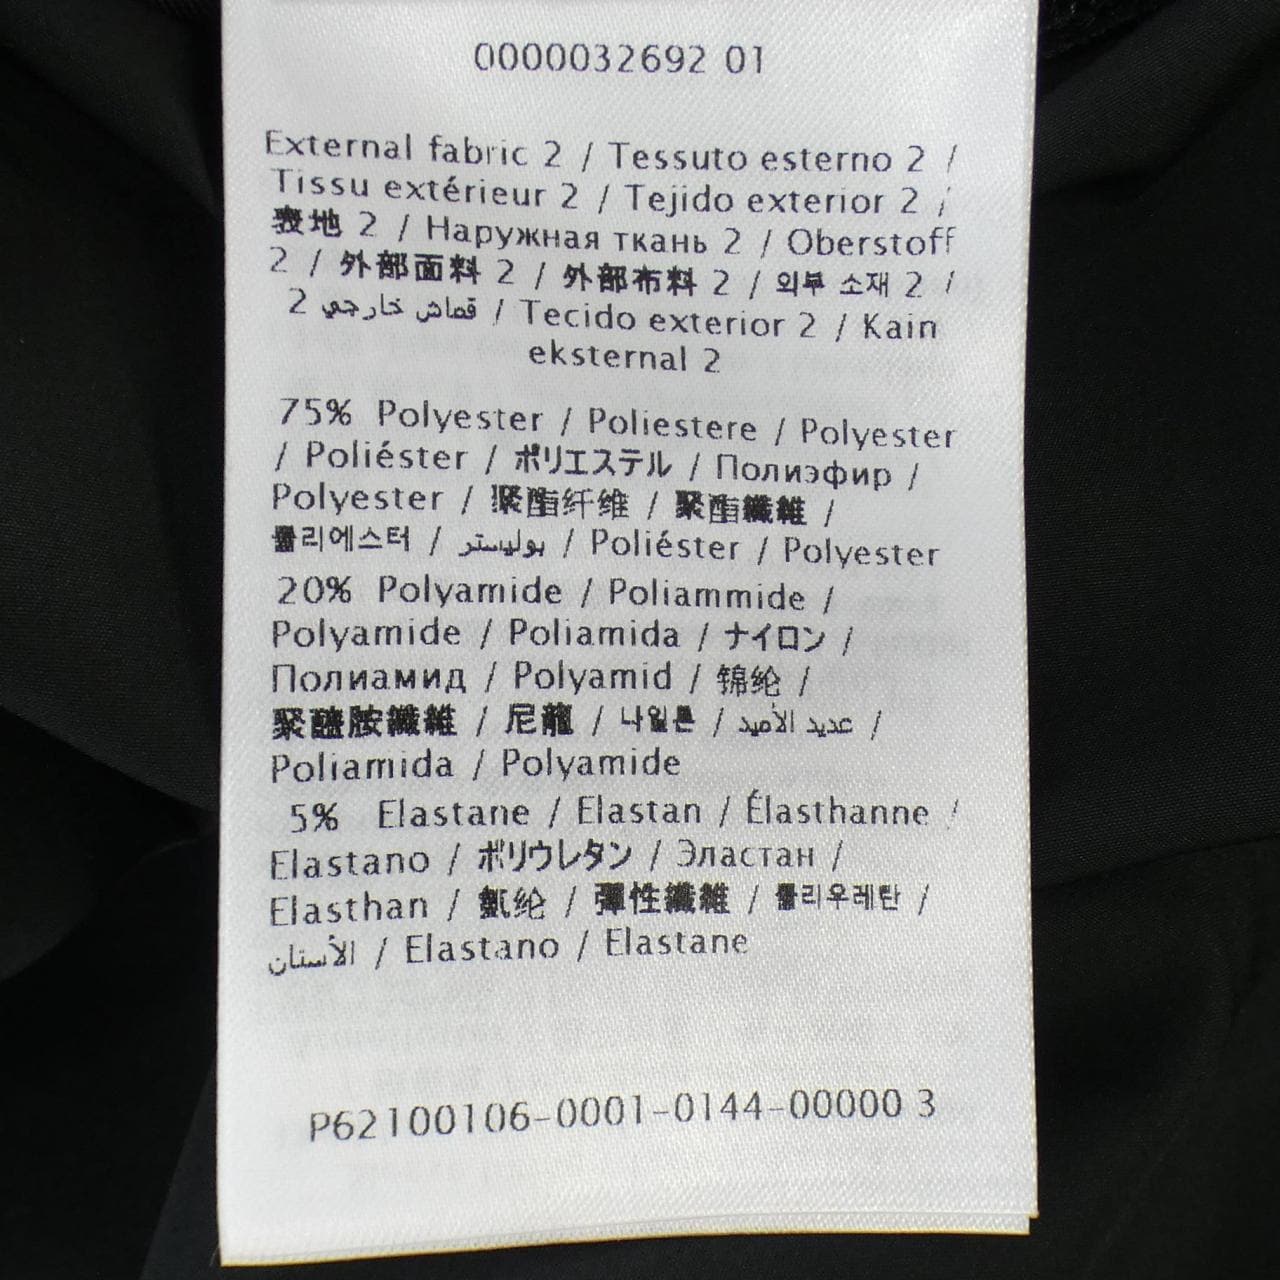 0000032692 01
External fabric 2 / Tessuto esterno 2 /
Tissu extérieur 2 / Tejido exterior 2 /
表地 2 / Наружная ткань 2 / Oberstoff
2 / 外部面料 2 / 外部布料 2 / 외부 소재 2 /
قماش خارجي 2 / Tecido exterior 2 / Kain
eksternal 2
75% Polyester / Poliestere / Polyester
/ Poliéster / ポリエステル / Полиэфир /
Polyester / 聚酯纤维 / 聚酯纖維 /
폴리에스터 / بوليستر / Poliéster / Polyester
20% Polyamide / Poliammide /
Polyamide / Poliamida / ナイロン /
Полиамид / Polyamid / 锦纶 /
聚醯胺纖維 / 尼龍 / 나일론 / عديد الأميد /
Poliamida / Polyamide
5% Elastane / Elastan / Élasthanne /
Elastano / ポリウレタン / Эластан /
Elasthan / 氨纶 / 彈性纖維 / 폴리우레탄 /
الأستان / Elastano / Elastane
P62100106-0001-0144-00000 3